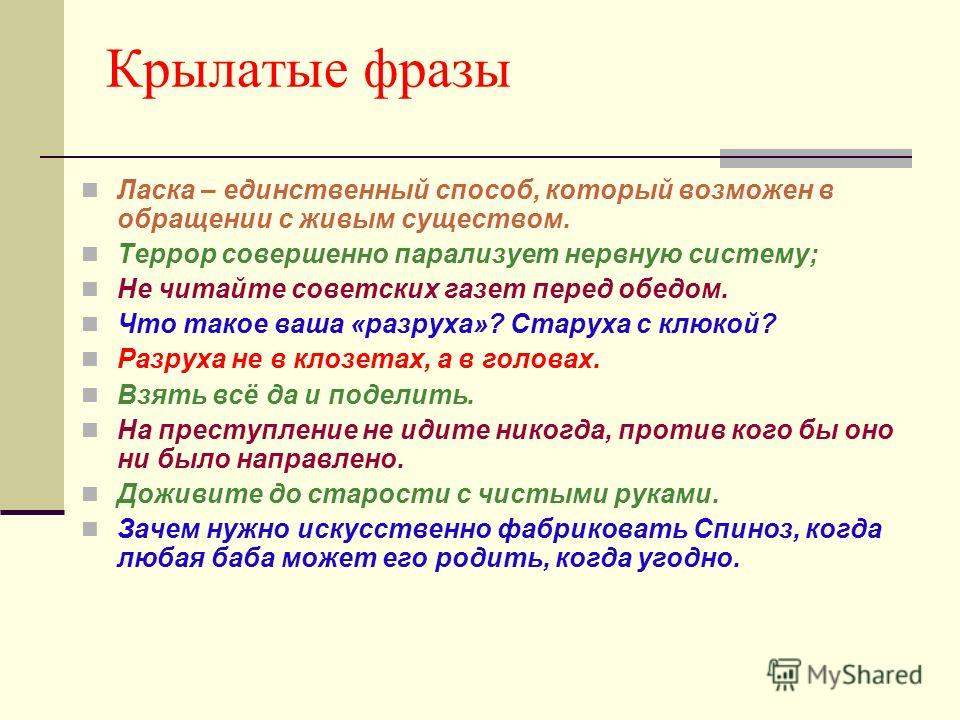 Крылатые фразы
Ласка – единственный способ, который возможен в
обращении с живым существом.
Террор совершенно парализует нервную систему;
Не читайте советских газет перед обедом.
Что такое ваша «разруха»? Старуха с клюкой?
Разруха не в клозетах, а в головах.
Взять всё да и поделить.
На преступление не идите никогда, против кого бы оно
ни было направлено.
Доживите до старости с чистыми руками.
Зачем нужно искусственно фабриковать Спиноз, когда
любая баба может его родить, когда угодно.
MyShared